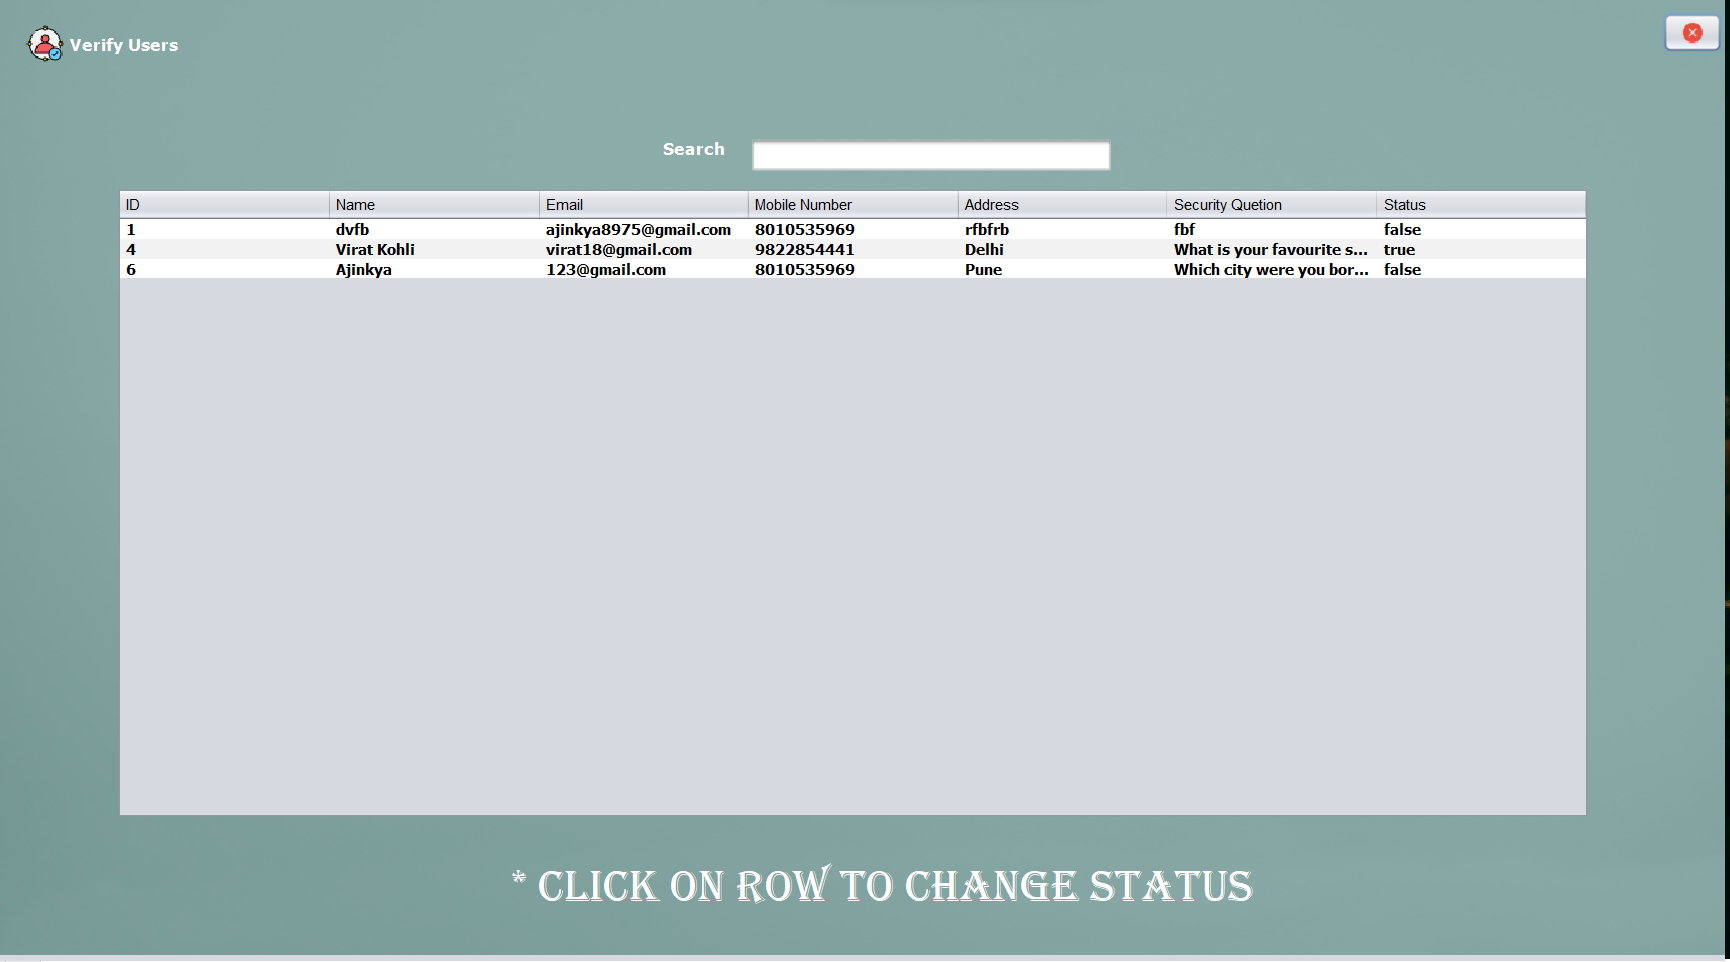 Verify Users
Search
ID Name Email Mobile Number Address Security Quetion Status
1 dvfb ajinkya8975@gmail.com 8010535969 rfbfrb fbf false
4 Virat Kohli virat18@gmail.com 9822854441 Delhi What is your favourite s... true
6 Ajinkya 123@gmail.com 8010535969 Pune Which city were you bor... false
* CLICK ON ROW TO CHANGE STATUS